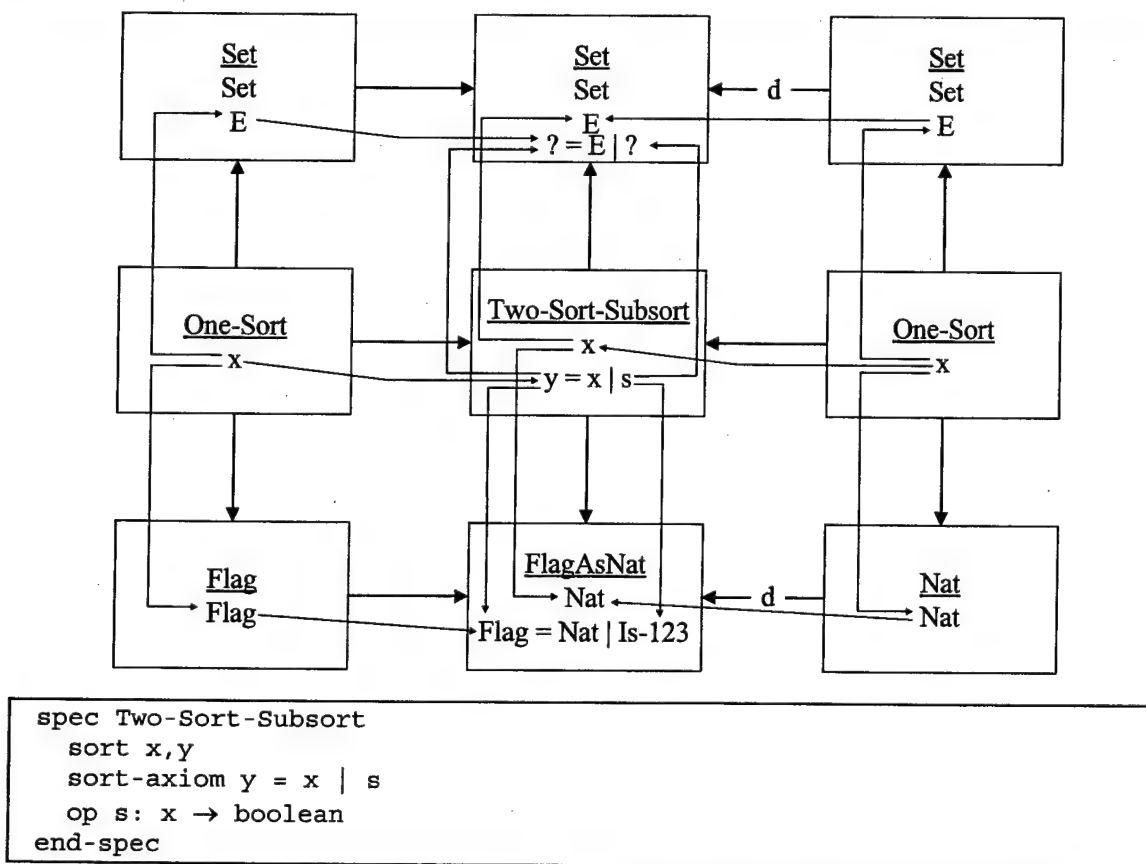 Set
Set
E
Set
Set
E
? = E | ?
d
Set
Set
E
One-Sort
x
Two-Sort-Subsort
x
y = x | s
One-Sort
x
Flag
Flag
FlagAsNat
Nat
Flag = Nat | Is-123
d
Nat
Nat
spec Two-Sort-Subsort
sort x,y
sort-axiom y = x | s
op s: x → boolean
end-spec